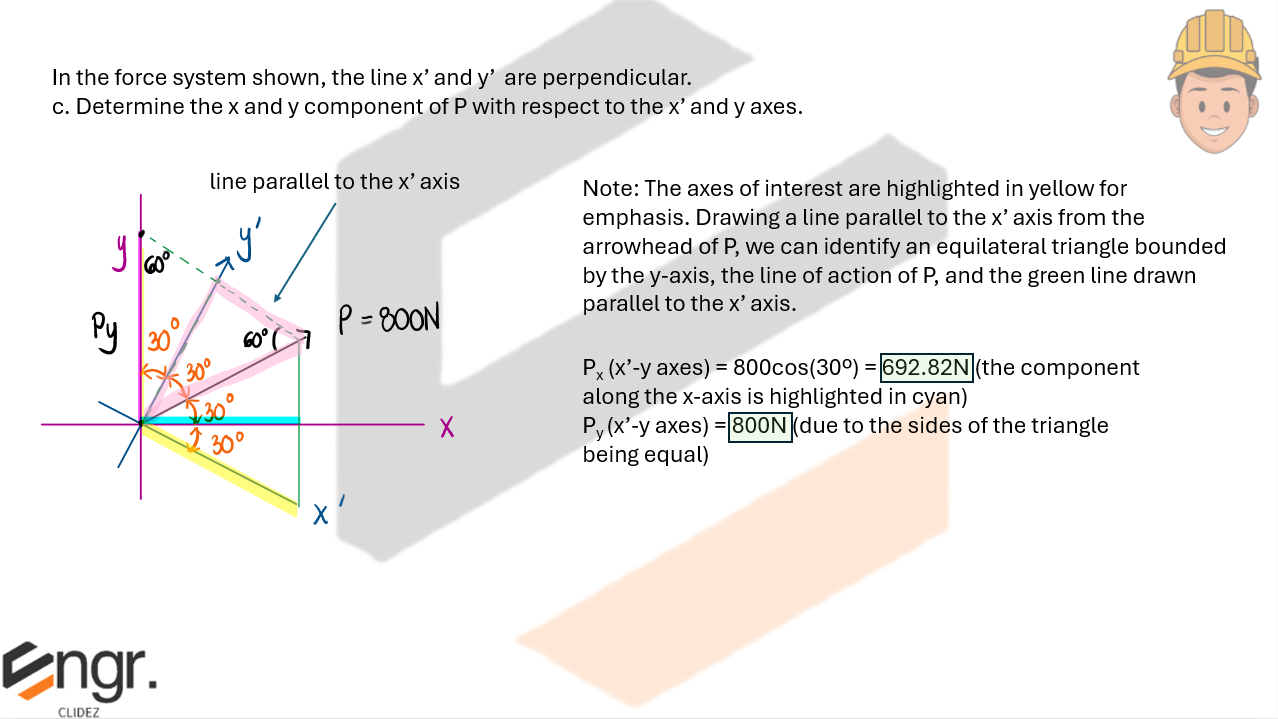 In the force system shown, the line x’ and y’ are perpendicular.
c. Determine the x and y component of P with respect to the x’ and y axes.
line parallel to the x’ axis
y
60°
y'
Py
30°
30°
60°
P = 800N
30°
30°
x
x'
Note: The axes of interest are highlighted in yellow for
emphasis. Drawing a line parallel to the x’ axis from the
arrowhead of P, we can identify an equilateral triangle bounded
by the y-axis, the line of action of P, and the green line drawn
parallel to the x’ axis.
Px (x’-y axes) = 800cos(30º) = 692.82N (the component
along the x-axis is highlighted in cyan)
Py (x’-y axes) = 800N (due to the sides of the triangle
being equal)
Engr.
CLIDEZ